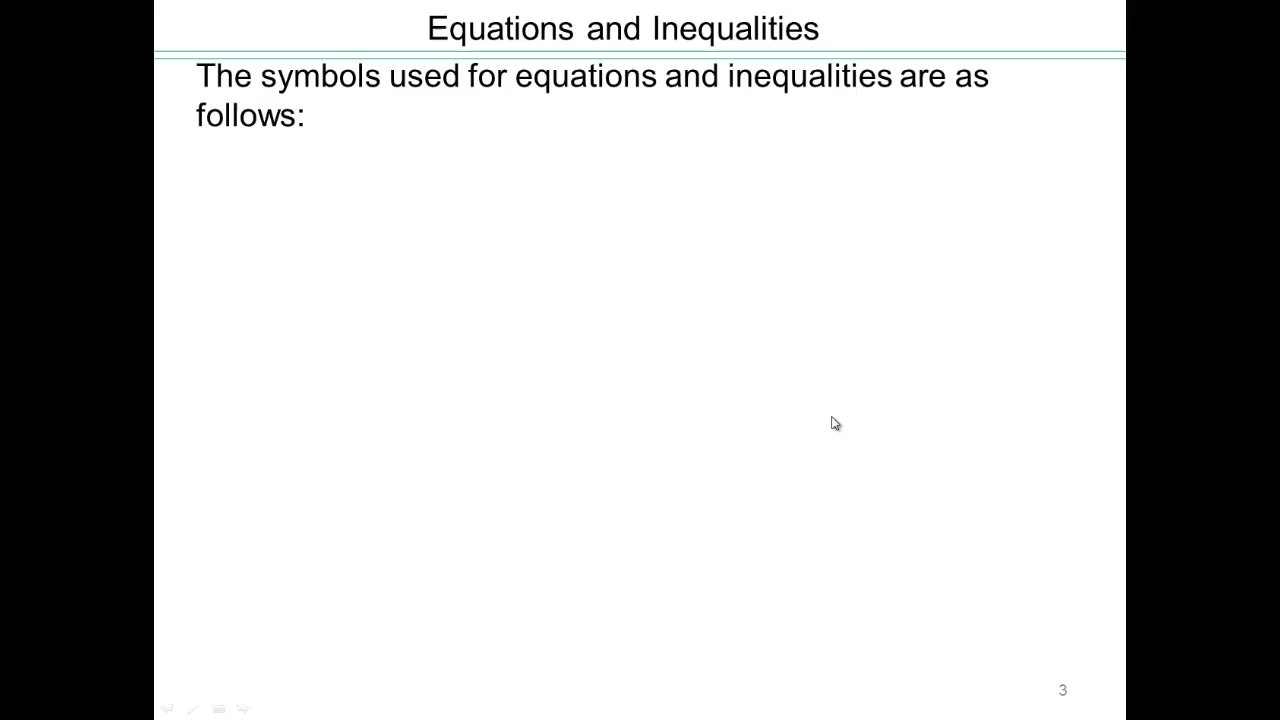 Equations and Inequalities
The symbols used for equations and inequalities are as
follows:
3